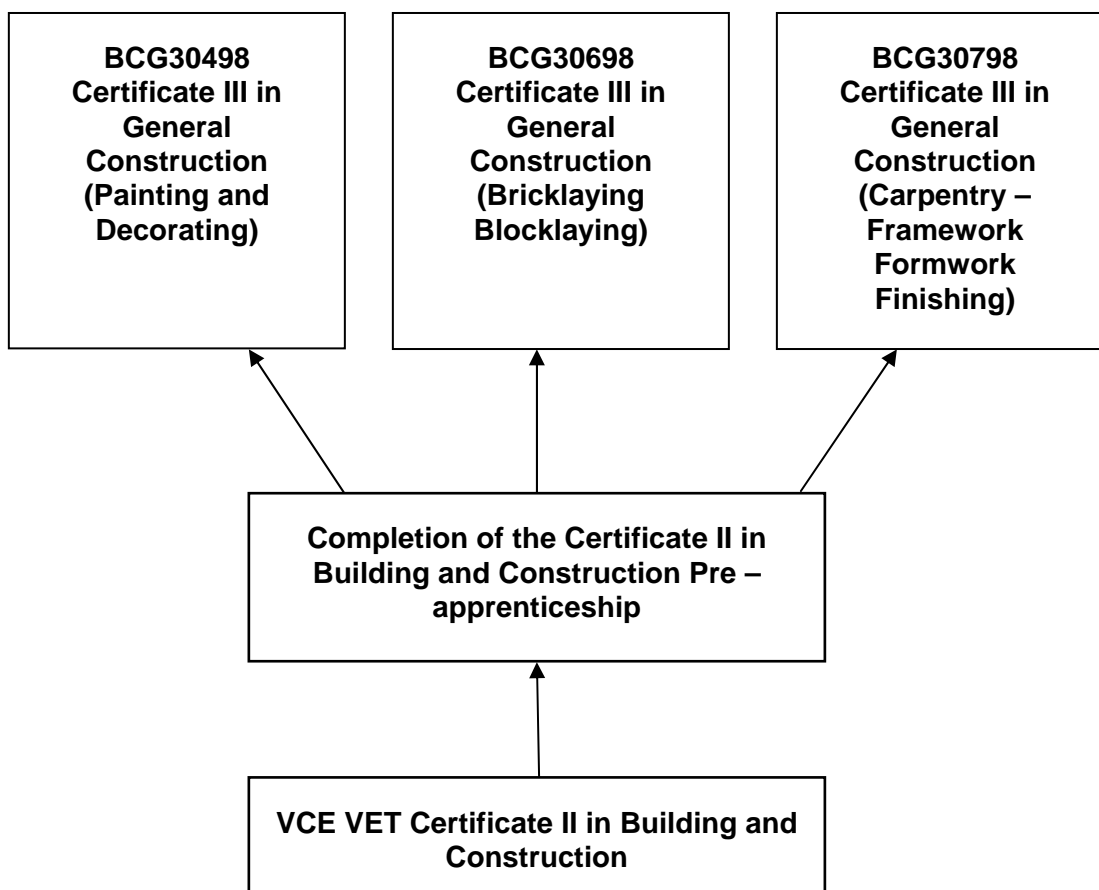 BCG30498
Certificate III in
General
Construction
(Painting and
Decorating)
BCG30698
Certificate III in
General
Construction
(Bricklaying
Blocklaying)
BCG30798
Certificate III in
General
Construction
(Carpentry –
Framework
Formwork
Finishing)
Completion of the Certificate II in
Building and Construction Pre –
apprenticeship
VCE VET Certificate II in Building and
Construction